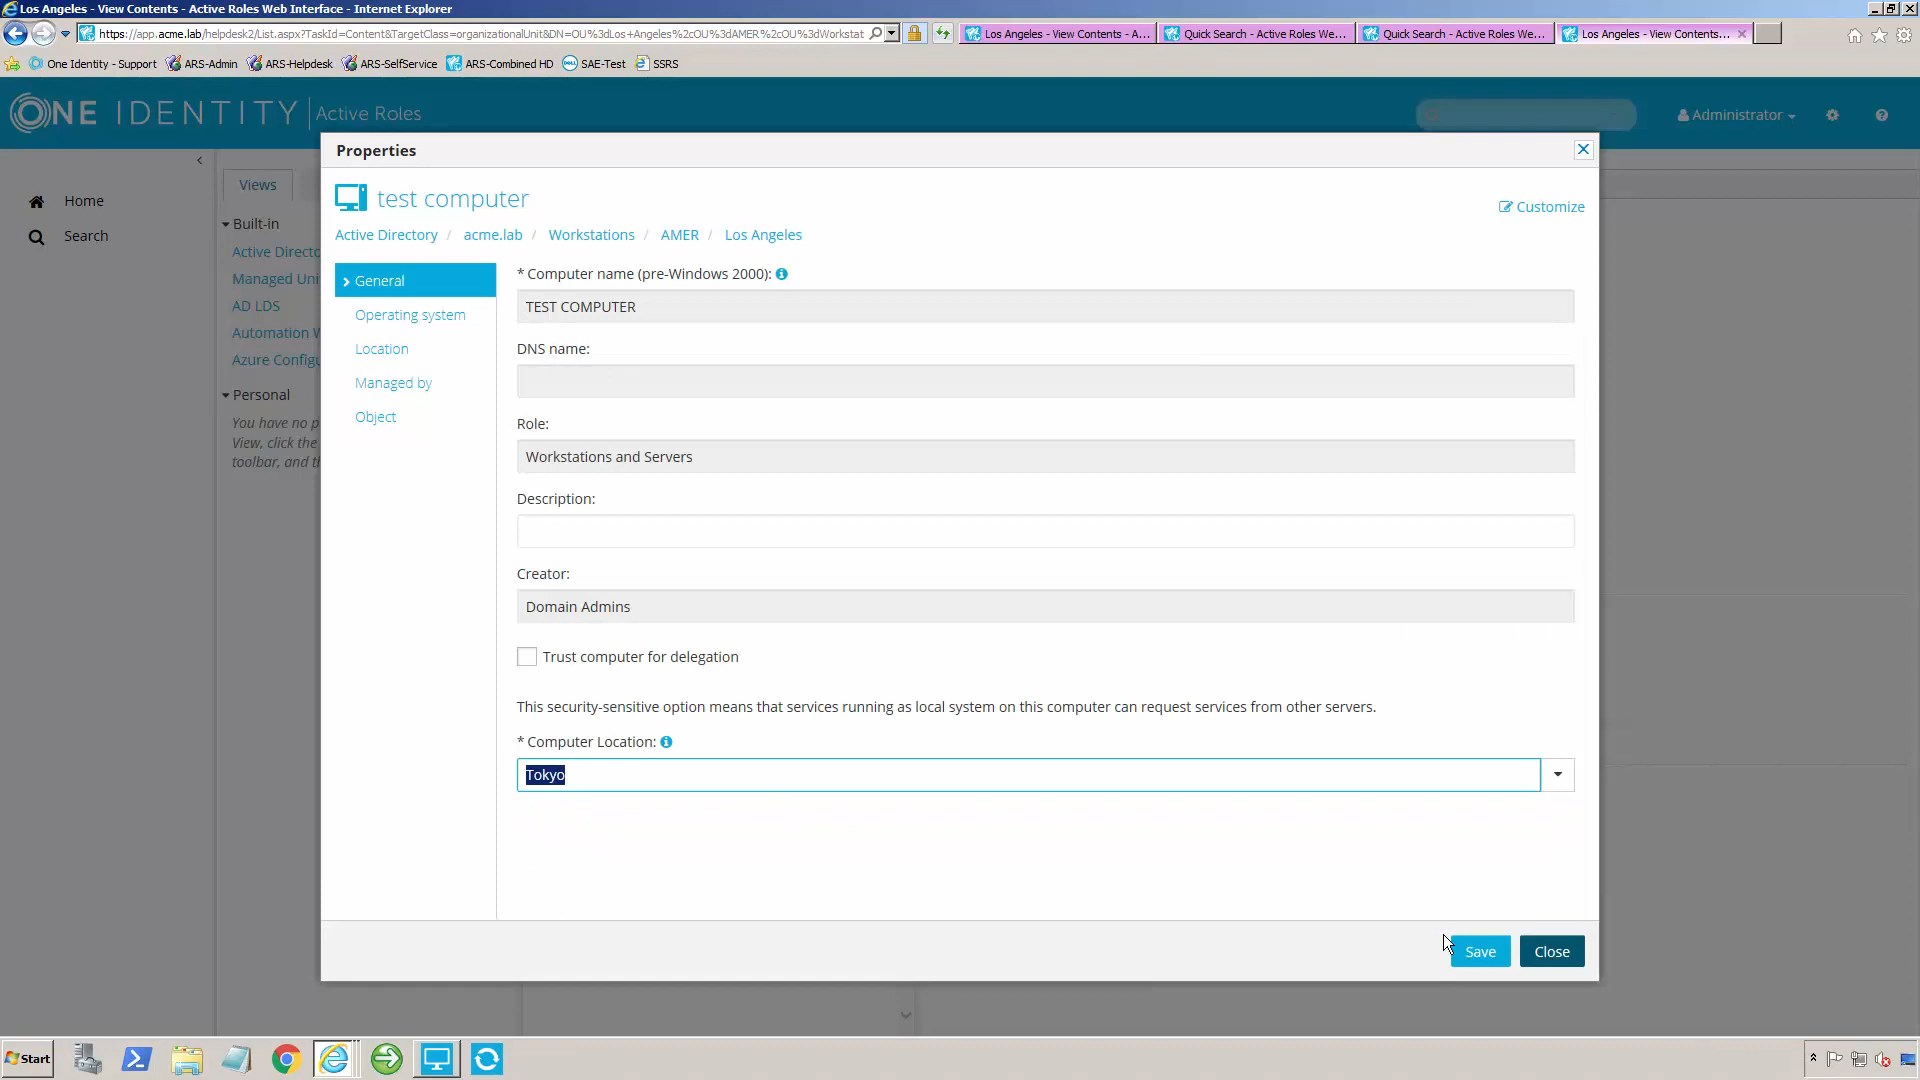 Los Angeles - View Contents - Active Roles Web Interface - Internet Explorer
https://app.acme.lab/helpdesk2/List.aspx?TaskId=Content&TargetClass=organizationalUnit&DN=OU%3dLos+Angeles%2cOU%3dAMER%2cOU%3dWorkstat
Los Angeles - View Contents - A...
Quick Search - Active Roles We...
Quick Search - Active Roles We...
Los Angeles - View Contents...
One Identity - Support
ARS-Admin
ARS-Helpdesk
ARS-SelfService
ARS-Combined HD
SAE-Test
SSRS
ONE IDENTITY
Active Roles
Administrator
Home
Search
Views
Built-in
Active Directo
Managed Uni
AD LDS
Automation W
Azure Configu
Personal
You have no p
View, click the
toolbar, and t
Properties
test computer
Customize
Active Directory / acme.lab / Workstations / AMER / Los Angeles
General
Operating system
Location
Managed by
Object
* Computer name (pre-Windows 2000):
TEST COMPUTER
DNS name:
Role:
Workstations and Servers
Description:
Creator:
Domain Admins
Trust computer for delegation
This security-sensitive option means that services running as local system on this computer can request services from other servers.
* Computer Location:
Tokyo
Save
Close
Start